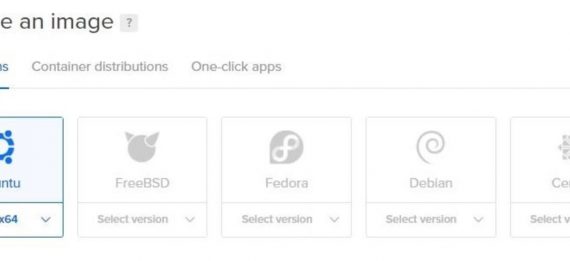 e an image ?
ns Container distributions One-click apps
untu FreeBSD Fedora Debian Ce
x64 Select version Select version Select version Select v